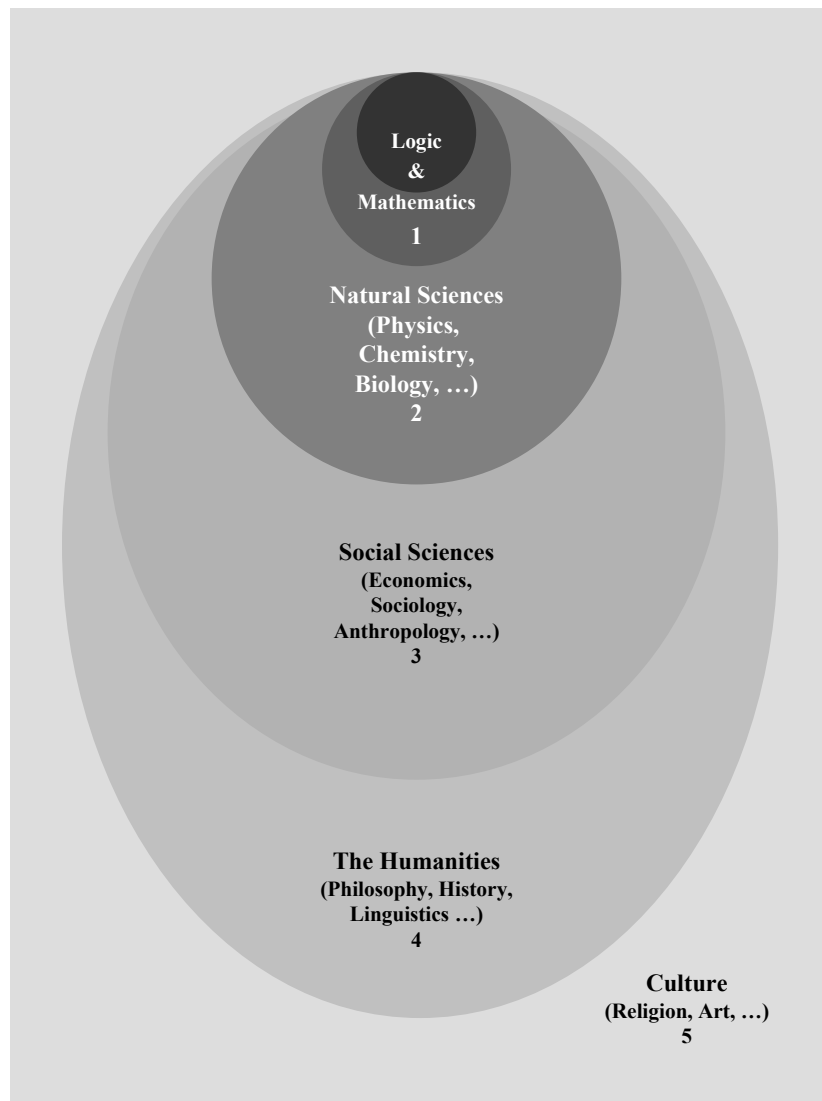 Logic
&
Mathematics
1
Natural Sciences
(Physics,
Chemistry,
Biology, …)
2
Social Sciences
(Economics,
Sociology,
Anthropology, …)
3
The Humanities
(Philosophy, History,
Linguistics …)
4
Culture
(Religion, Art, …)
5